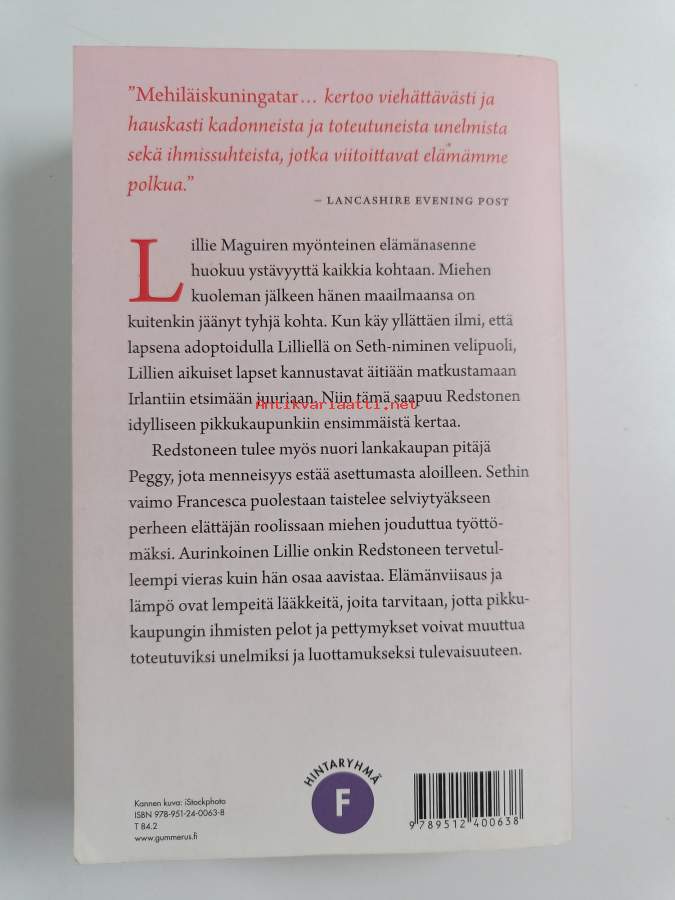 ”Mehiläiskuningatar… kertoo viehättävästi ja
hauskasti kadonneista ja toteutuneista unelmista
sekä ihmissuhteista, jotka viitoittavat elämämme
polkua.”
– LANCASHIRE EVENING POST
Lillie Maguiren myönteinen elämänasenne
huokuu ystävyyttä kaikkia kohtaan. Miehen
kuoleman jälkeen hänen maailmaansa on
kuitenkin jäänyt tyhjä kohta. Kun käy yllättäen ilmi, että
lapsena adoptoidulla Lilliellä on Seth-niminen velipuoli,
Lillien aikuiset lapset kannustavat äitiään matkustamaan
Irlantiin etsimään juuriaan. Niin tämä saapuu Redstonen
Antikvariaatti.net
idylliseen pikkukaupunkiin ensimmäistä kertaa.
Redstoneen tulee myös nuori lankakaupan pitäjä
Peggy, jota menneisyys estää asettumasta aloilleen. Sethin
vaimo Francesca puolestaan taistelee selviytyäkseen
perheen elättäjän roolissaan miehen jouduttua työttö-
mäksi. Aurinkoinen Lillie onkin Redstoneen tervetul-
leempi vieras kuin hän osaa aavistaa. Elämänviisaus ja
lämpö ovat lempeitä lääkkeitä, joita tarvitaan, jotta pikku-
kaupungin ihmisten pelot ja pettymykset voivat muuttua
toteutuviksi unelmiksi ja luottamukseksi tulevaisuuteen.
HINTARYHMÄ
F
Kannen kuva: iStockphoto
ISBN 978-951-24-0063-8
T 84.2
www.gummerus.fi
9 789512 400638